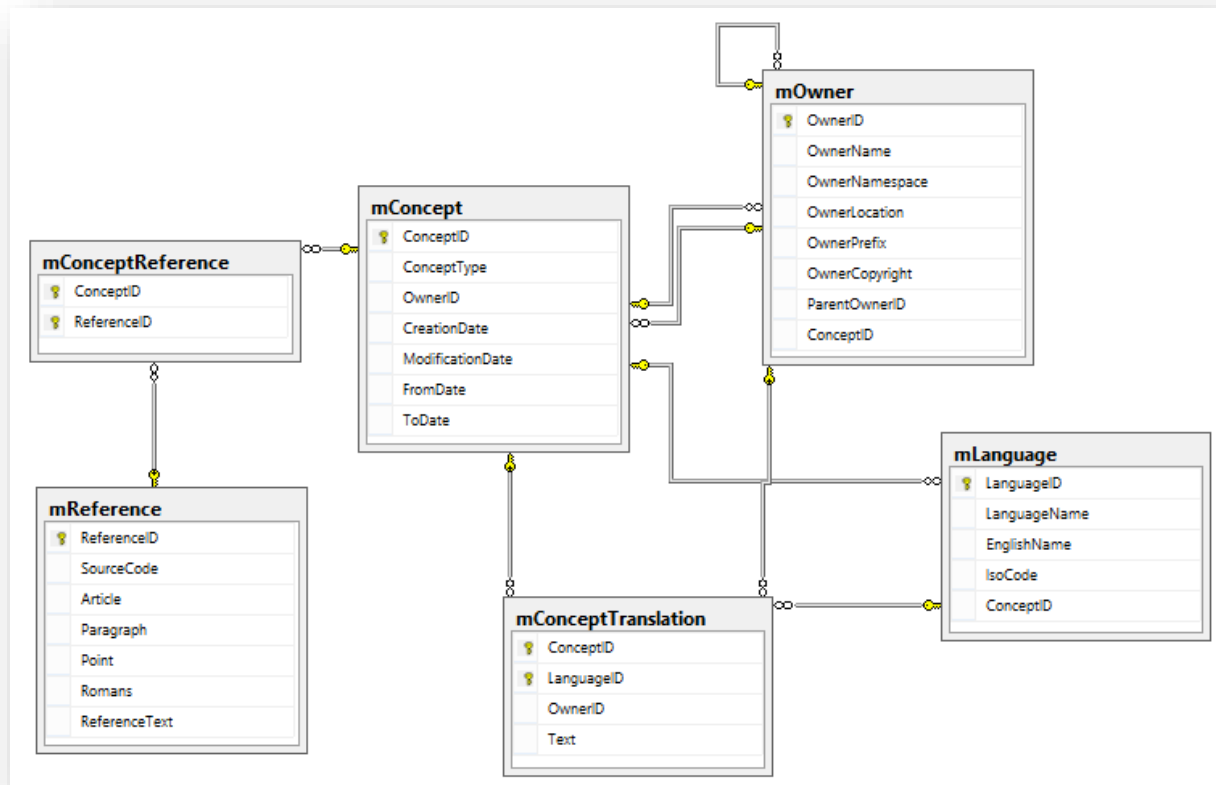 mOwner
OwnerID
OwnerName
OwnerNamespace
OwnerLocation
OwnerPrefix
OwnerCopyright
ParentOwnerID
ConceptID
mConcept
ConceptID
ConceptType
OwnerID
CreationDate
ModificationDate
FromDate
ToDate
mConceptReference
ConceptID
ReferenceID
mLanguage
LanguageID
LanguageName
EnglishName
IsoCode
ConceptID
mReference
ReferenceID
SourceCode
Article
Paragraph
Point
Romans
ReferenceText
mConceptTranslation
ConceptID
LanguageID
OwnerID
Text